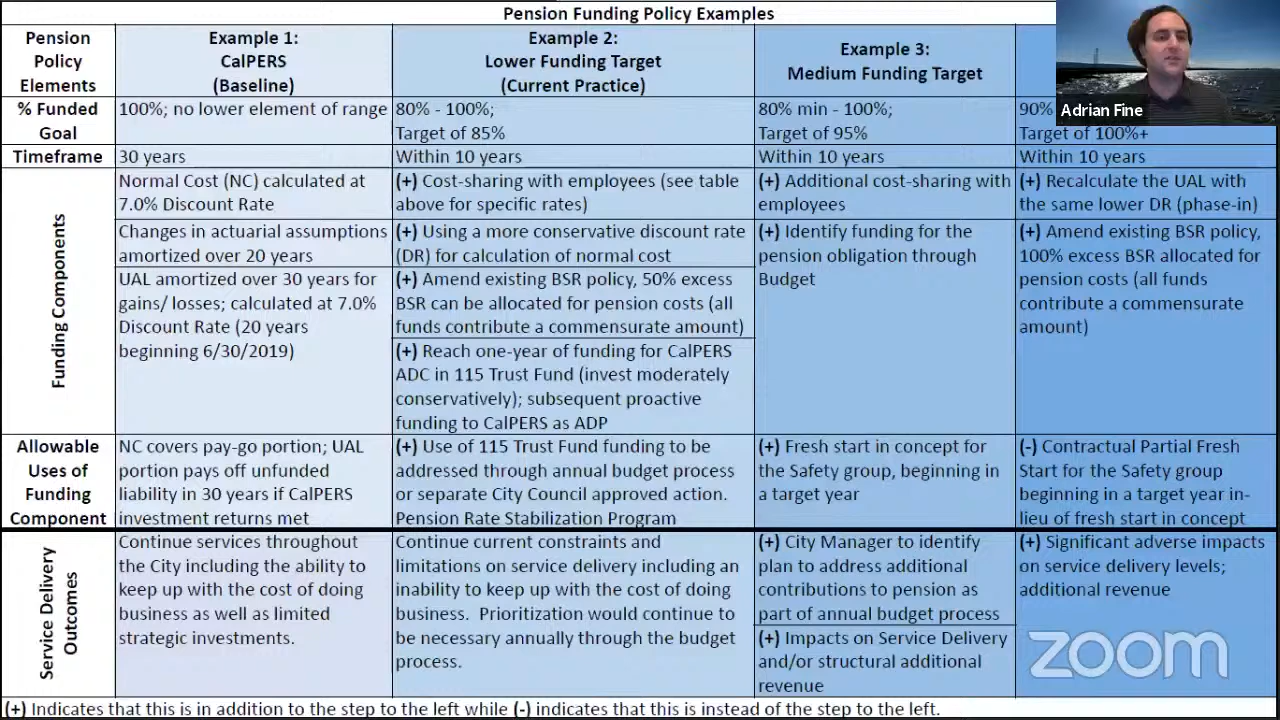 Pension Funding Policy Examples
Pension
Policy
Elements
Example 1:
CalPERS
(Baseline)
Example 2:
Lower Funding Target
(Current Practice)
Example 3:
Medium Funding Target
Adrian Fine
% Funded
Goal
100%; no lower element of range
80% - 100%;
Target of 85%
80% min - 100%;
Target of 95%
90%
Target of 100%+
Timeframe
30 years
Within 10 years
Within 10 years
Within 10 years
Funding Components
Normal Cost (NC) calculated at
7.0% Discount Rate
Changes in actuarial assumptions
amortized over 20 years
UAL amortized over 30 years for
gains/ losses; calculated at 7.0%
Discount Rate (20 years
beginning 6/30/2019)
(+) Cost-sharing with employees (see table
above for specific rates)
(+) Using a more conservative discount rate
(DR) for calculation of normal cost
(+) Amend existing BSR policy, 50% excess
BSR can be allocated for pension costs (all
funds contribute a commensurate amount)
(+) Reach one-year of funding for CalPERS
ADC in 115 Trust Fund (invest moderately
conservatively); subsequent proactive
funding to CalPERS as ADP
(+) Additional cost-sharing with
employees
(+) Identify funding for the
pension obligation through
Budget
(+) Recalculate the UAL with
the same lower DR (phase-in)
(+) Amend existing BSR policy,
100% excess BSR allocated for
pension costs (all funds
contribute a commensurate
amount)
Allowable
Uses of
Funding
Component
NC covers pay-go portion; UAL
portion pays off unfunded
liability in 30 years if CalPERS
investment returns met
(+) Use of 115 Trust Fund funding to be
addressed through annual budget process
or separate City Council approved action.
Pension Rate Stabilization Program
(+) Fresh start in concept for
the Safety group, beginning in
a target year
(-) Contractual Partial Fresh
Start for the Safety group
beginning in a target year in-
lieu of fresh start in concept
Service Delivery
Outcomes
Continue services throughout
the City including the ability to
keep up with the cost of doing
business as well as limited
strategic investments.
Continue current constraints and
limitations on service delivery including an
inability to keep up with the cost of doing
business.  Prioritization would continue to
be necessary annually through the budget
process.
(+) City Manager to identify
plan to address additional
contributions to pension as
part of annual budget process
(+) Impacts on Service Delivery
and/or structural additional
revenue
(+) Significant adverse impacts
on service delivery levels;
additional revenue
zoom
(+) Indicates that this is in addition to the step to the left while (-) indicates that this is instead of the step to the left.